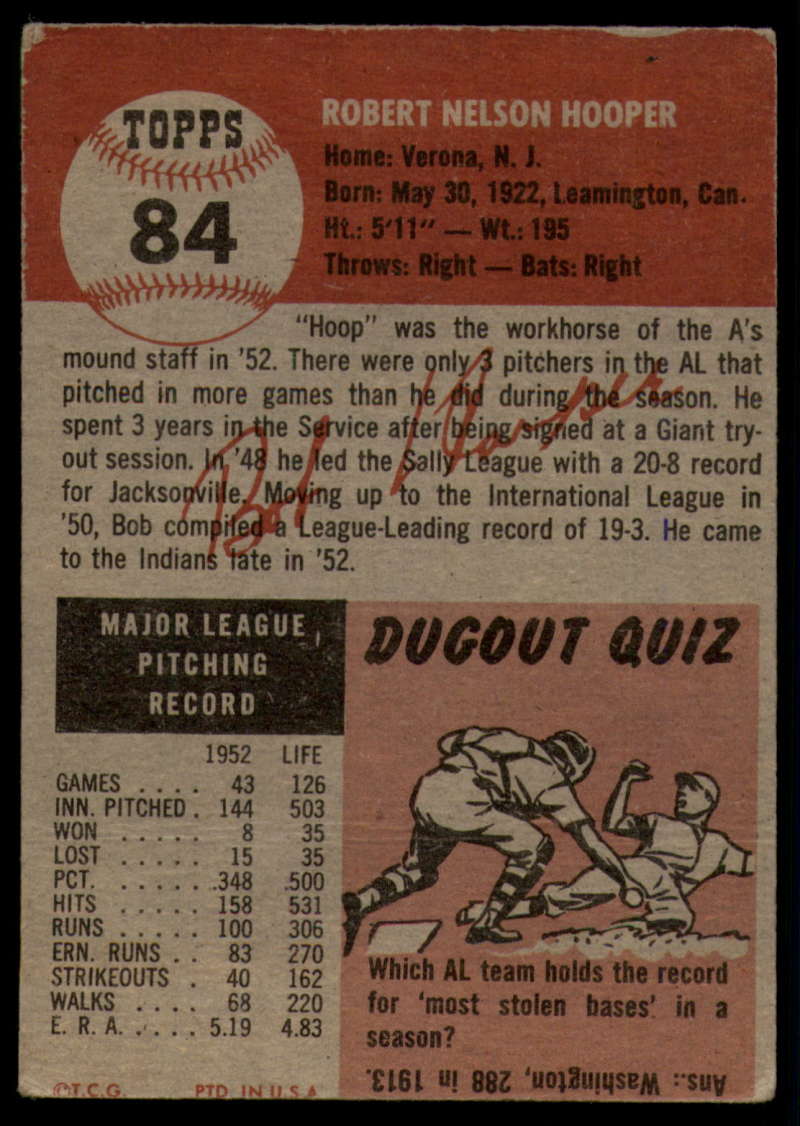 TOPPS
84
ROBERT NELSON HOOPER
Home: Verona, N. J.
Born: May 30, 1922, Leamington, Can.
Ht.: 5'11" — Wt.: 195
Throws: Right — Bats: Right
"Hoop" was the workhorse of the A's
mound staff in '52. There were only 3 pitchers in the AL that
pitched in more games than he did during the season. He
spent 3 years in the Service after being signed at a Giant try-
out session. In '48 he led the Sally League with a 20-8 record
for Jacksonville. Moving up to the International League in
'50, Bob compiled a League-Leading record of 19-3. He came
to the Indians late in '52.
Bob Hooper
MAJOR LEAGUE
PITCHING
RECORD
1952 LIFE
GAMES . . . . 43 126
INN. PITCHED . 144 503
WON . . . . . 8 35
LOST . . . . . 15 35
PCT. . . . . . .348 .500
HITS . . . . . 158 531
RUNS . . . . . 100 306
ERN. RUNS . . 83 270
STRIKEOUTS . 40 162
WALKS . . . . 68 220
E. R. A. . . . . 5.19 4.83
DUGOUT QUIZ
Which AL team holds the record
for 'most stolen bases' in a
season?
Ans.: Washington, 288 in 1913.
©T.C.G. PTD. IN U.S.A.